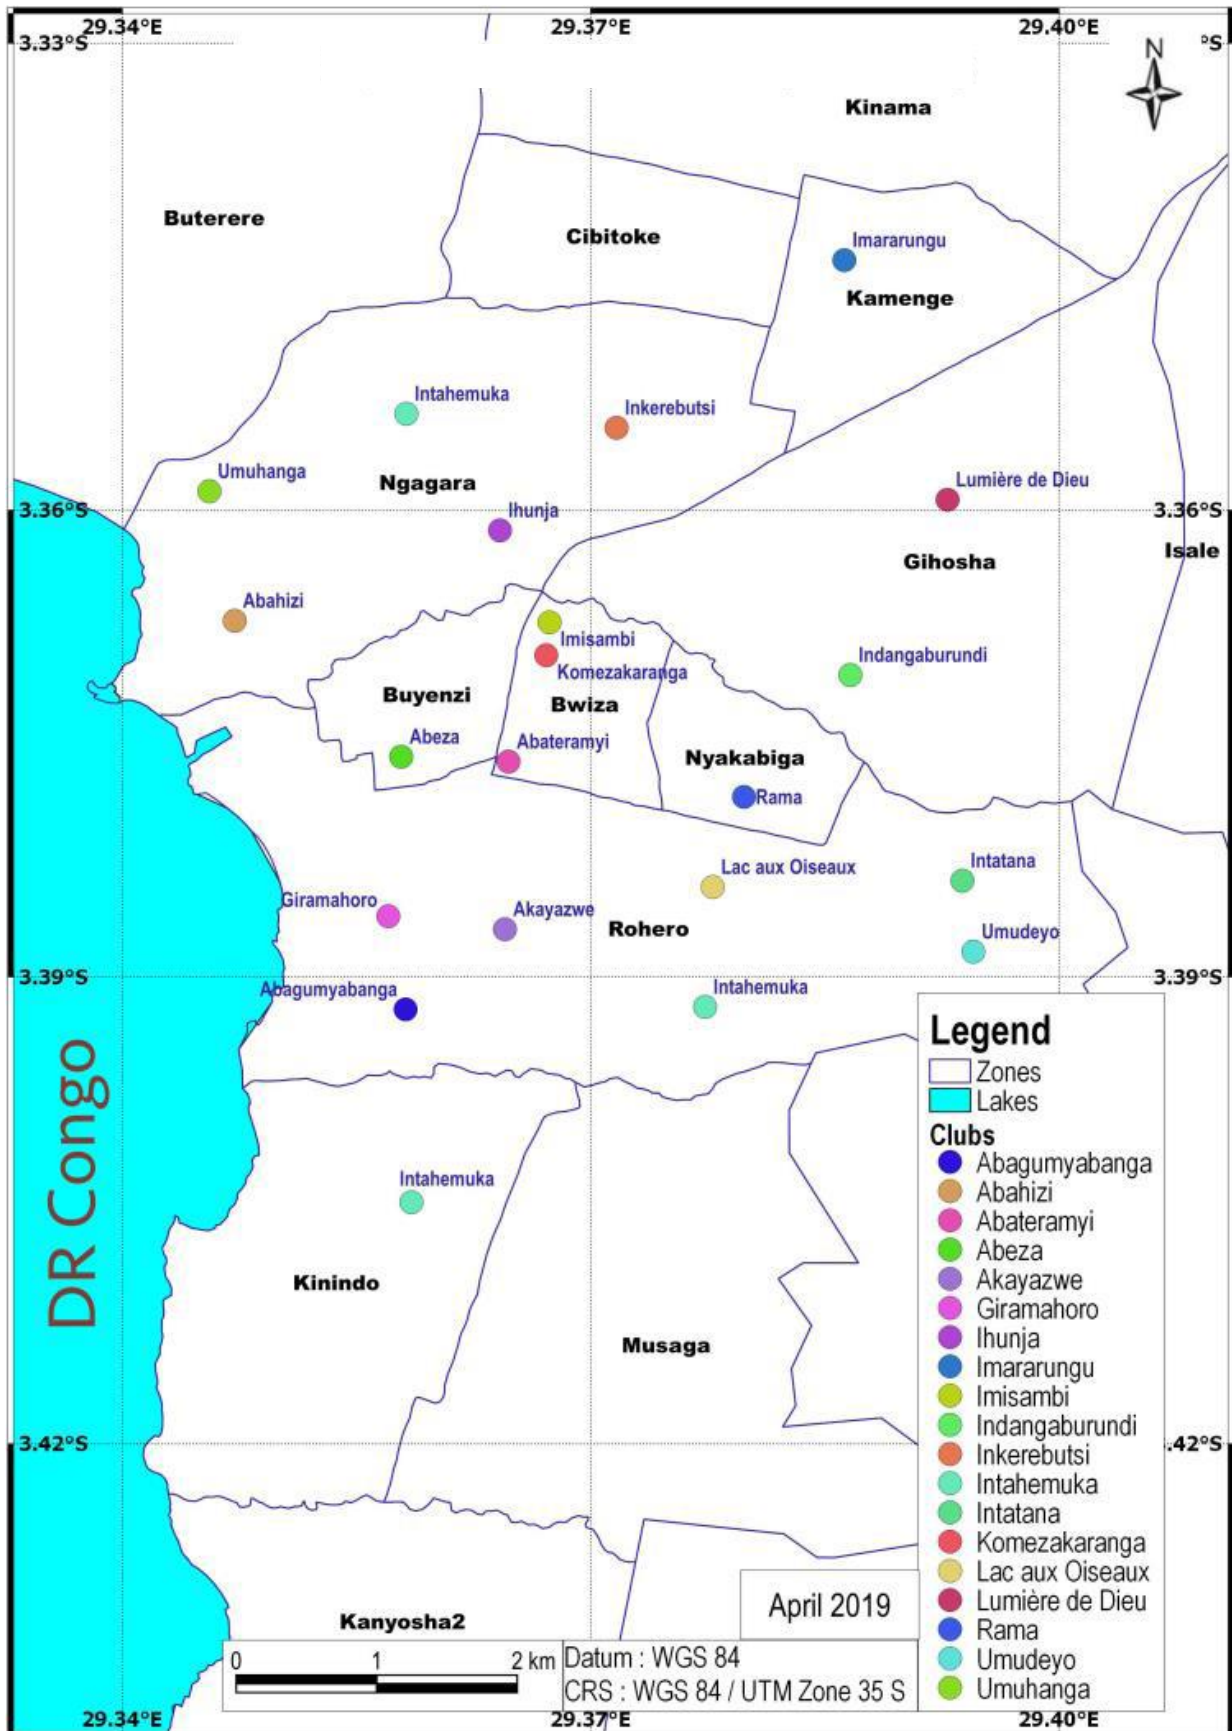 29.34°E 29.37°E 29.40°E
3.33°S °S
N
Kinama
Buterere
Cibitoke
Imararungu
Kamenge
Intahemuka
Inkerebutsi
Umuhanga
Ngagara
Lumière de Dieu
Ihunja
3.36°S 3.36°S
Isale
Gihosha
Abahizi
Imisambi
Komezakaranga
Indangaburundi
Buyenzi
Bwiza
Abeza
Abateramyi
Nyakabiga
Rama
Lac aux Oiseaux
Intatana
Giramahoro
Akayazwe
Rohero
Umudeyo
3.39°S 3.39°S
Abagumyabanga
Intahemuka
DR Congo
Intahemuka
Kinindo
Musaga
3.42°S .42°S
Kanyosha2
Legend
Zones
Lakes
Clubs
Abagumyabanga
Abahizi
Abateramyi
Abeza
Akayazwe
Giramahoro
Ihunja
Imararungu
Imisambi
Indangaburundi
Inkerebutsi
Intahemuka
Intatana
Komezakaranga
Lac aux Oiseaux
Lumière de Dieu
Rama
Umudeyo
Umuhanga
April 2019
0 1 2 km
Datum : WGS 84
CRS : WGS 84 / UTM Zone 35 S
29.34°E 29.37°E 29.40°E